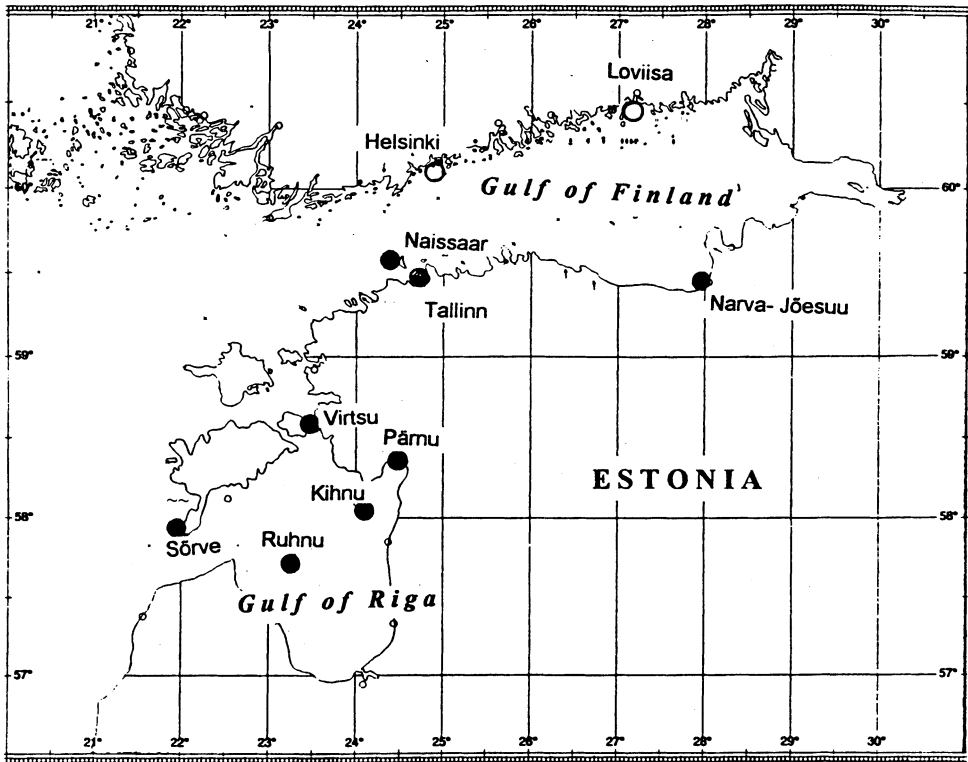 21° 22 23 24 25 26 27 28 29 30
Loviisa
Helsinki
60° Gulf of Finland 60°
Naissaar
Tallinn
Narva- Jõesuu
59° 59°
Virtsu
Pärnu
ESTONIA
Kihnu
58° 58°
Sõrve
Ruhnu
Gulf of Riga
57° 57°
21° 22° 23° 24° 25° 26° 27° 28° 29° 30°